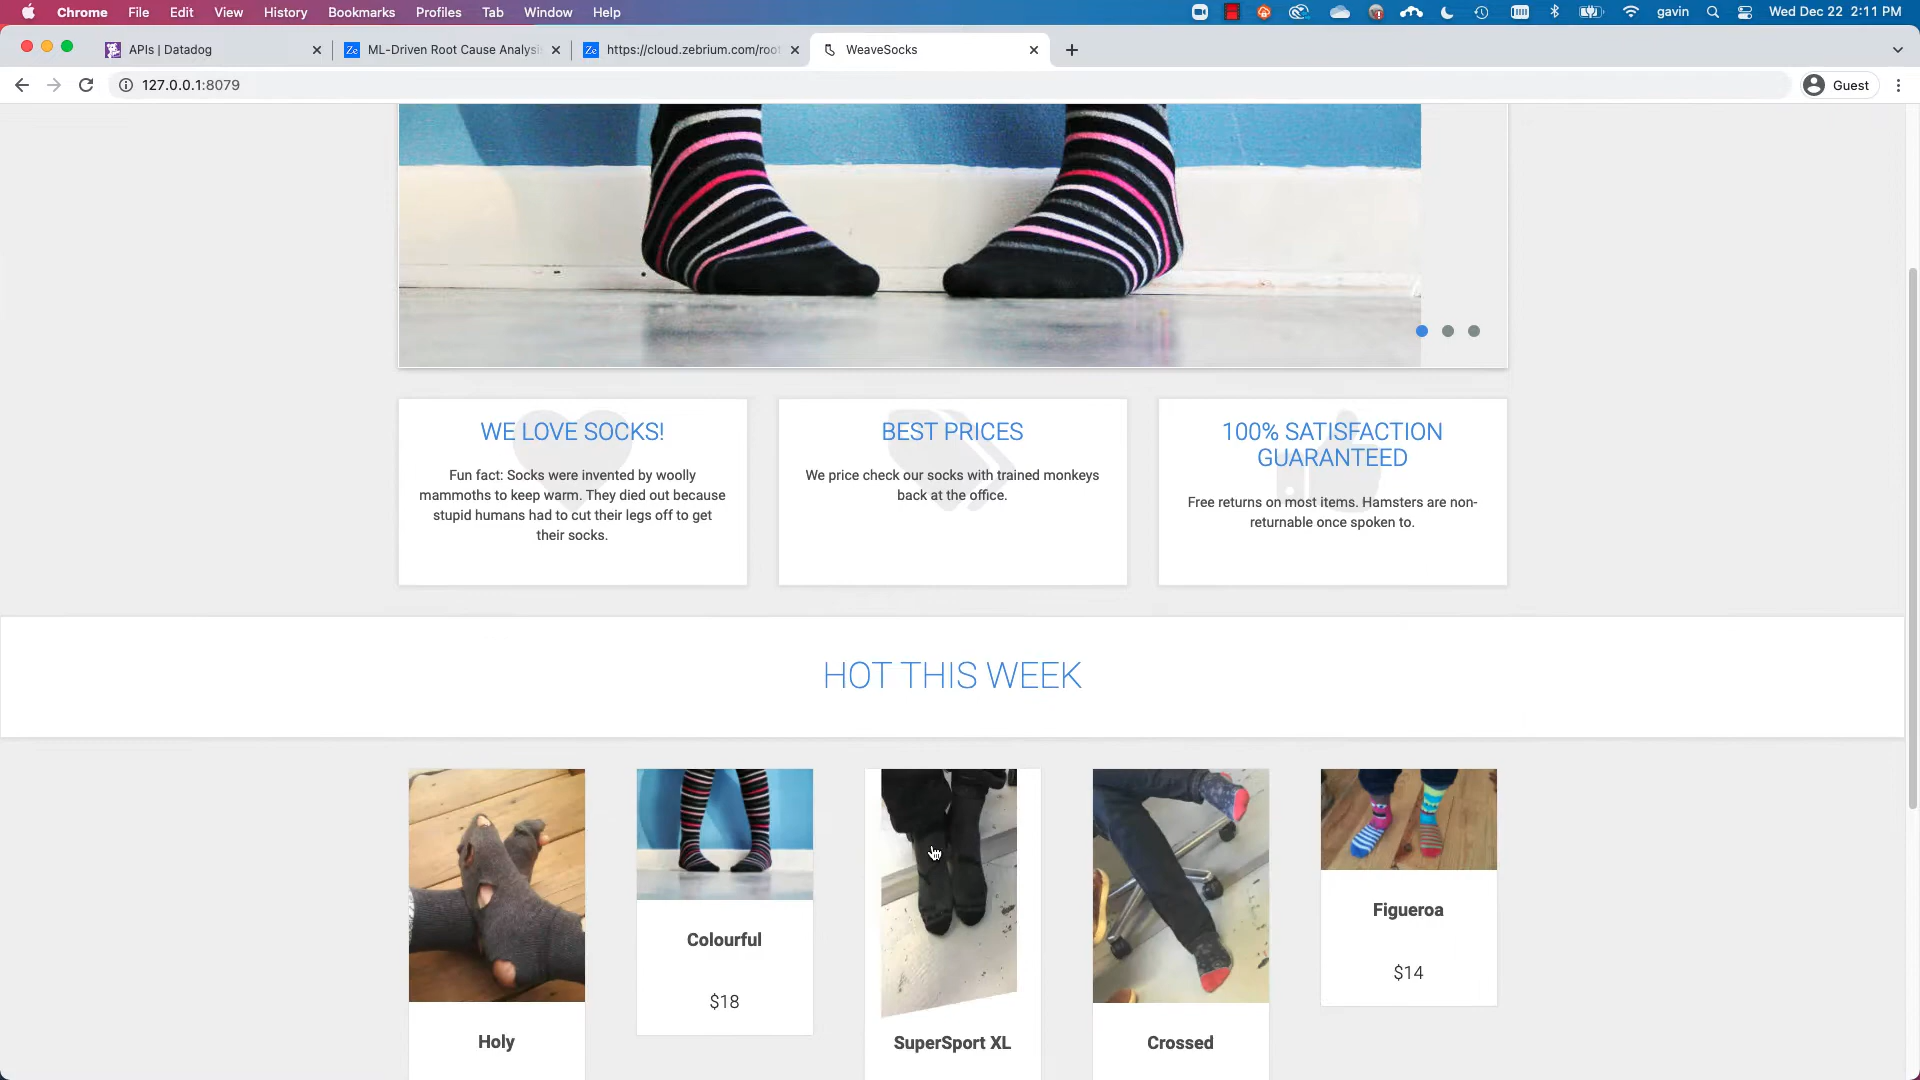 Chrome File Edit View History Bookmarks Profiles Tab Window Help gavin Wed Dec 22 2:11 PM
APIs | Datadog Ze ML-Driven Root Cause Analysi Ze https://cloud.zebrium.com/root WeaveSocks
127.0.0.1:8079 Guest
WE LOVE SOCKS!
Fun fact: Socks were invented by woolly
mammoths to keep warm. They died out because
stupid humans had to cut their legs off to get
their socks.
BEST PRICES
We price check our socks with trained monkeys
back at the office.
100% SATISFACTION
GUARANTEED
Free returns on most items. Hamsters are non-
returnable once spoken to.
HOT THIS WEEK
Holy
Colourful
$18
SuperSport XL
Crossed
Figueroa
$14